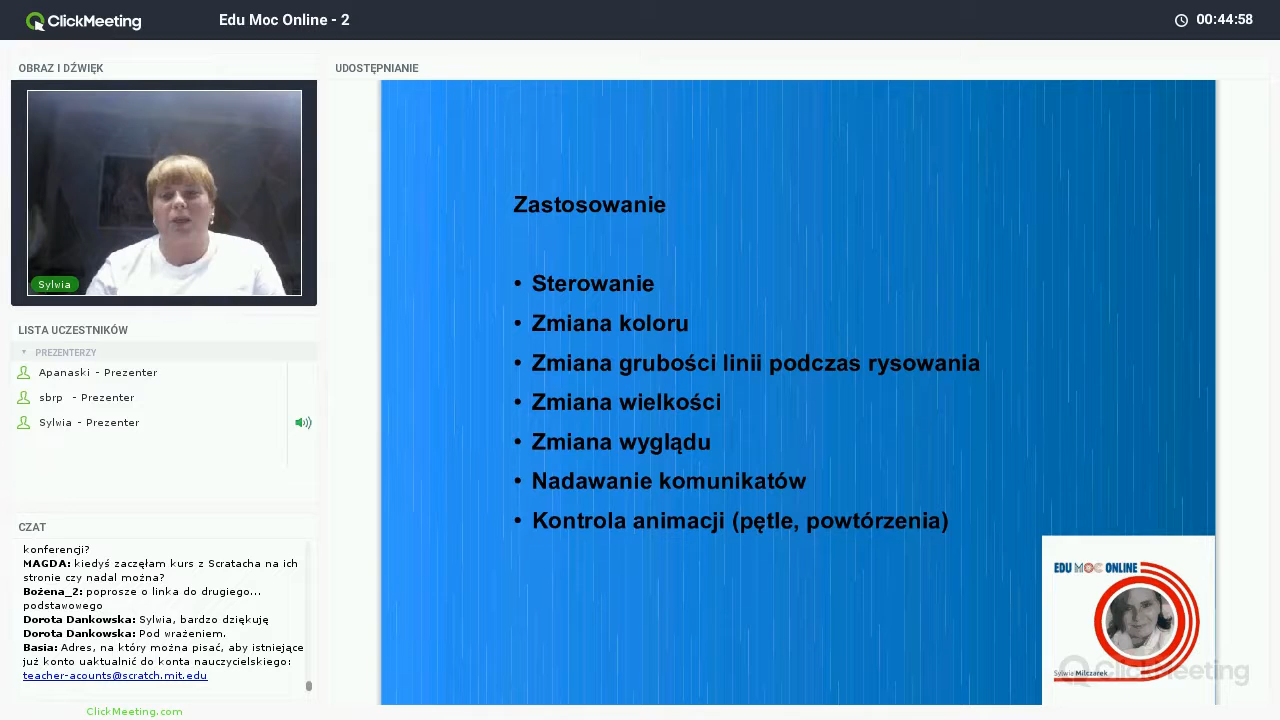 ClickMeeting
Edu Moc Online - 2
00:44:58
OBRAZ I DŹWIĘK
Sylwia
LISTA UCZESTNIKÓW
PREZENTERZY
Apanaski - Prezenter
sbrp - Prezenter
Sylwia - Prezenter
CZAT
konferencji?
MAGDA: kiedyś zaczęłam kurs z Scratacha na ich
stronie czy nadal można?
Bożena_2: poprosze o linka do drugiego...
podstawowego
Dorota Dankowska: Sylwia, bardzo dziękuję
Dorota Dankowska: Pod wrażeniem.
Basia: Adres, na który można pisać, aby istniejące
już konto uaktualnić do konta nauczycielskiego:
teacher-acounts@scratch.mit.edu
ClickMeeting.com
UDOSTĘPNIANIE
Zastosowanie
• Sterowanie
• Zmiana koloru
• Zmiana grubości linii podczas rysowania
• Zmiana wielkości
• Zmiana wyglądu
• Nadawanie komunikatów
• Kontrola animacji (pętle, powtórzenia)
EDU MOC ONLINE
Sylwia Milczarek
ClickMeeting